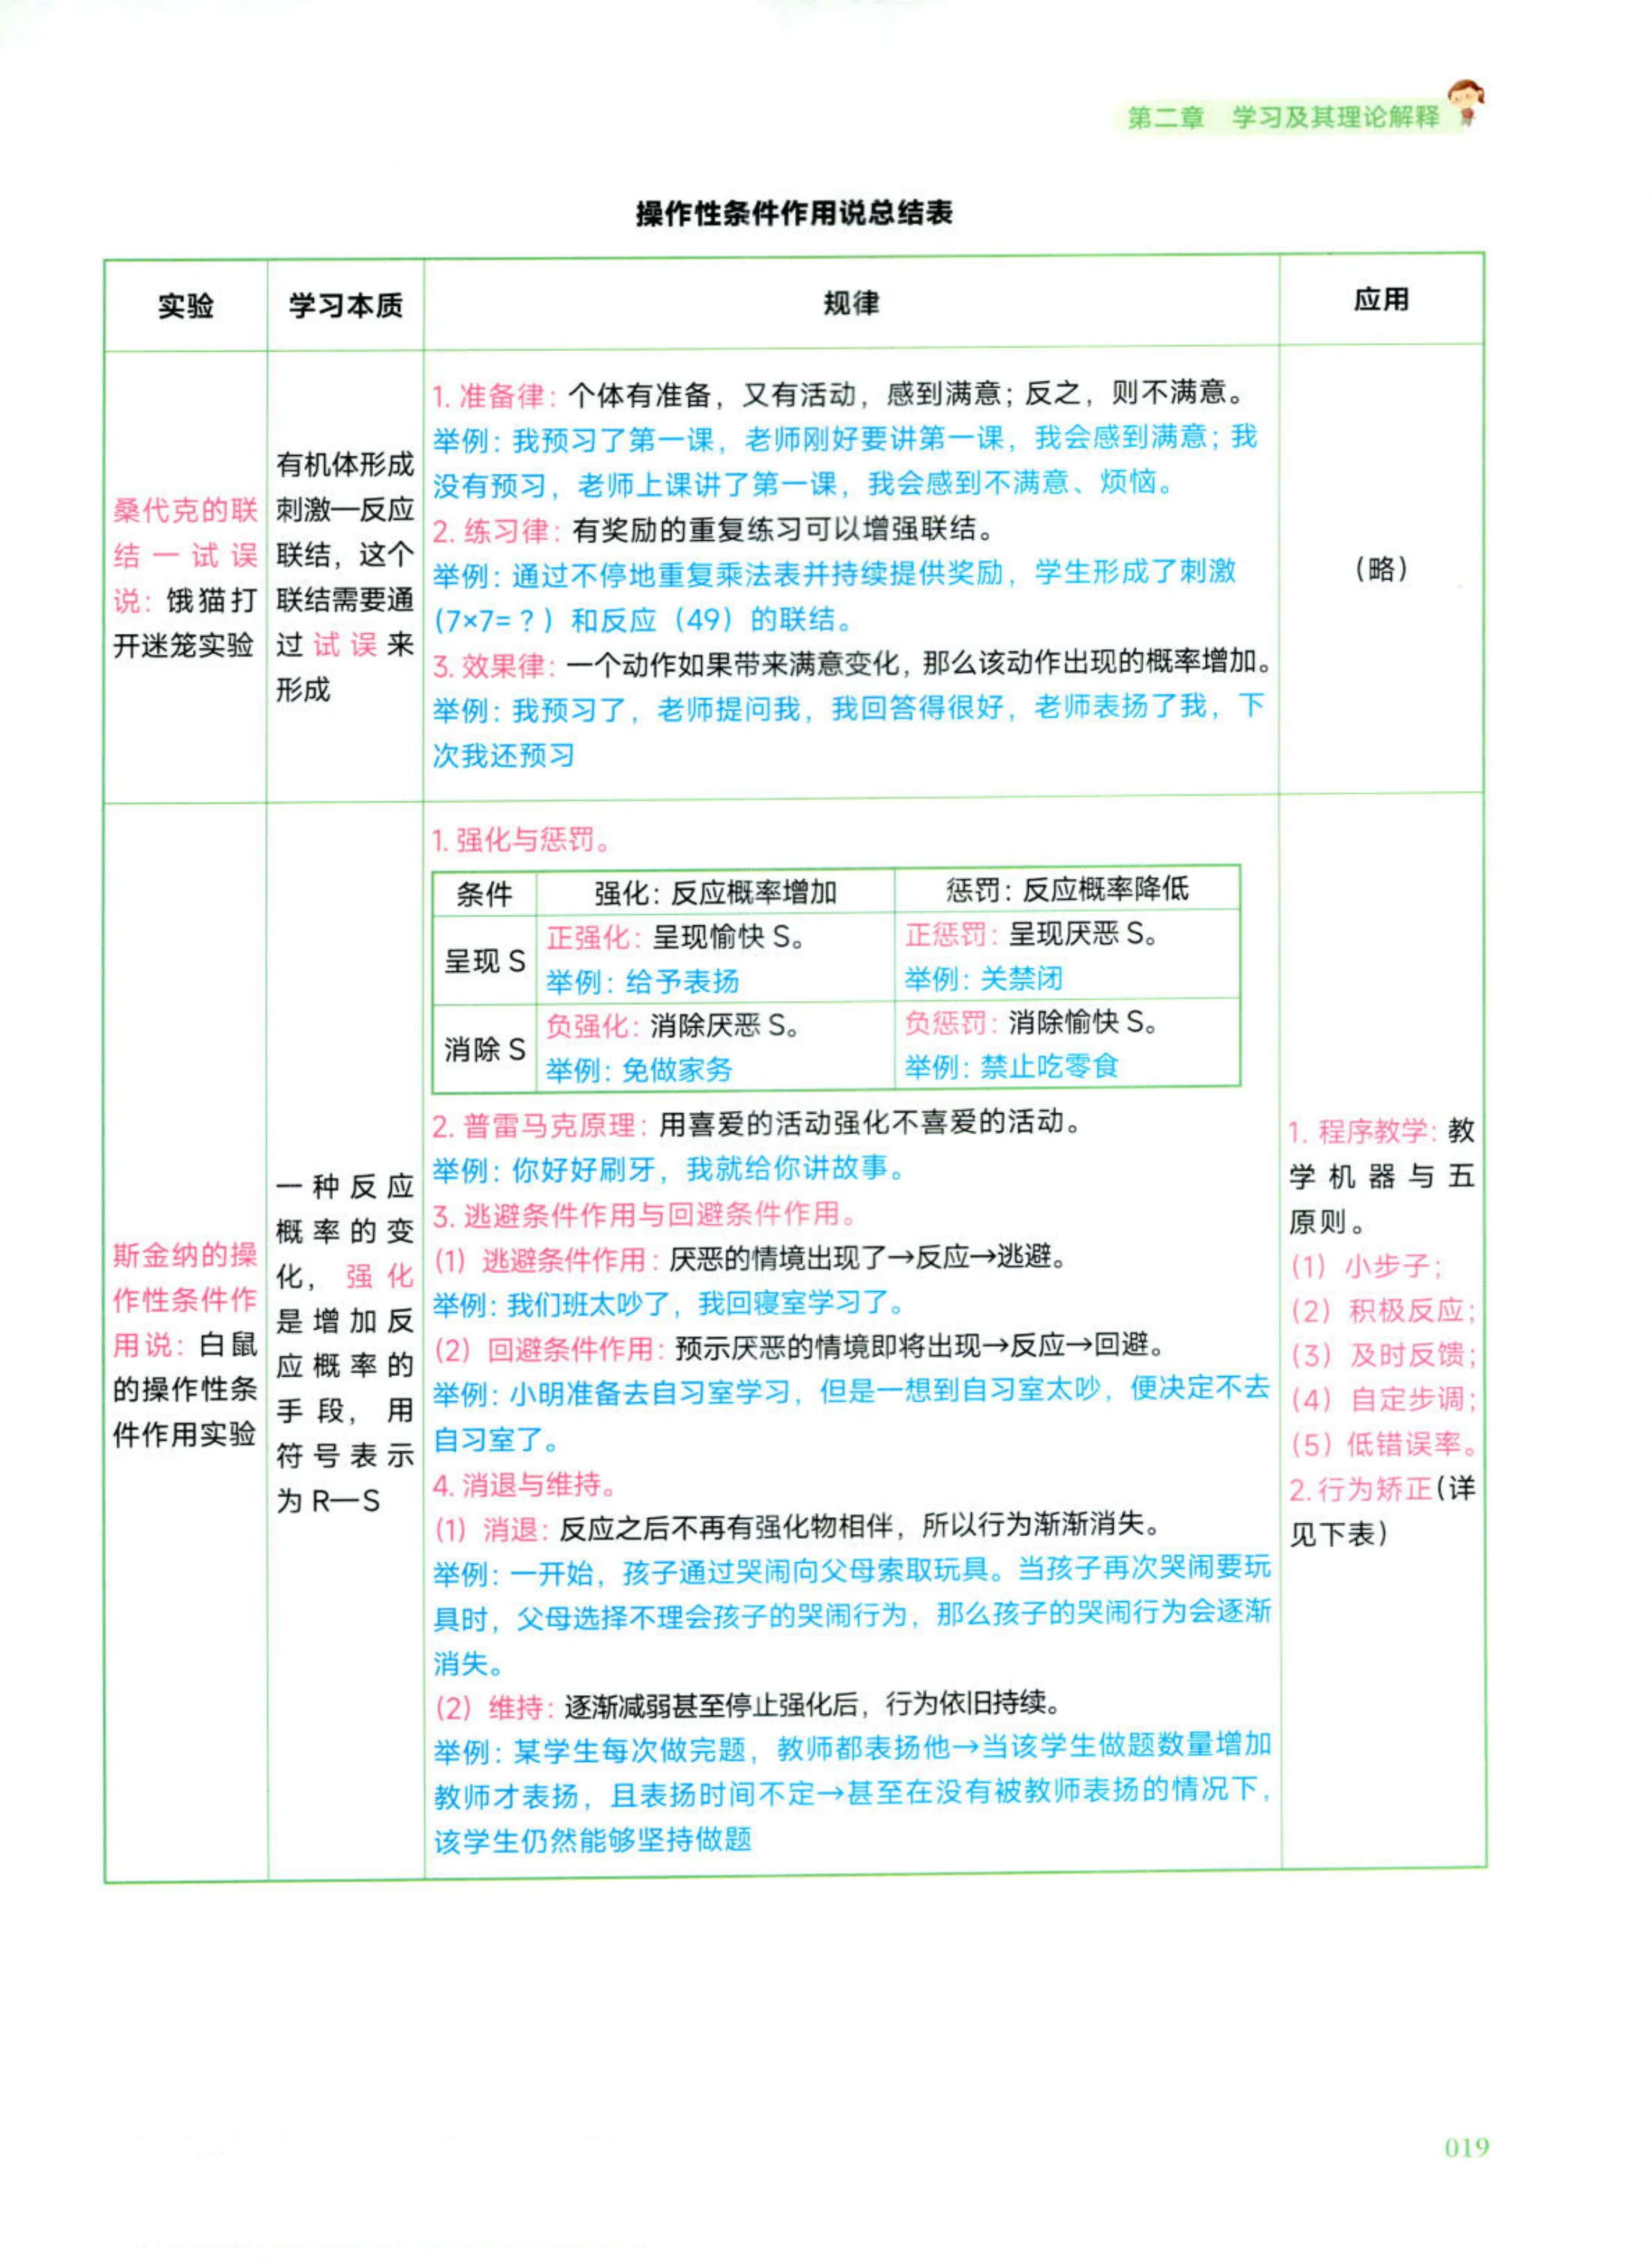 第二章 学习及其理论解释
操作性条件作用说总结表
实验 学习本质 规律 应用
桑代克的联
结一试误
说：饿猫打
开迷笼实验
有机体形成
刺激—反应
联结，这个
联结需要通
过试误来
形成
1. 准备律：个体有准备，又有活动，感到满意；反之，则不满意。
举例：我预习了第一课，老师刚好要讲第一课，我会感到满意；我
没有预习，老师上课讲了第一课，我会感到不满意、烦恼。
2. 练习律：有奖励的重复练习可以增强联结。
举例：通过不停地重复乘法表并持续提供奖励，学生形成了刺激
(7×7=？）和反应（49）的联结。
3. 效果律：一个动作如果带来满意变化，那么该动作出现的概率增加。
举例：我预习了，老师提问我，我回答得很好，老师表扬了我，下
次我还预习
（略）
斯金纳的操
作性条件作
用说：白鼠
的操作性条
件作用实验
一种反应
概率的变
化，强化
是增加反
应概率的
手段，用
符号表示
为 R—S
1. 强化与惩罚。
条件 强化：反应概率增加 惩罚：反应概率降低
呈现 S
正强化：呈现愉快 S。
举例：给予表扬
正惩罚：呈现厌恶 S。
举例：关禁闭
消除 S
负强化：消除厌恶 S。
举例：免做家务
负惩罚：消除愉快 S。
举例：禁止吃零食
2. 普雷马克原理：用喜爱的活动强化不喜爱的活动。
举例：你好好刷牙，我就给你讲故事。
3. 逃避条件作用与回避条件作用。
（1）逃避条件作用：厌恶的情境出现了→反应→逃避。
举例：我们班太吵了，我回寝室学习了。
（2）回避条件作用：预示厌恶的情境即将出现→反应→回避。
举例：小明准备去自习室学习，但是一想到自习室太吵，便决定不去
自习室了。
4. 消退与维持。
（1）消退：反应之后不再有强化物相伴，所以行为渐渐消失。
举例：一开始，孩子通过哭闹向父母索取玩具。当孩子再次哭闹要玩
具时，父母选择不理会孩子的哭闹行为，那么孩子的哭闹行为会逐渐
消失。
（2）维持：逐渐减弱甚至停止强化后，行为依旧持续。
举例：某学生每次做完题，教师都表扬他→当该学生做题数量增加
教师才表扬，且表扬时间不定→甚至在没有被教师表扬的情况下，
该学生仍然能够坚持做题
1. 程序教学：教
学机器与五
原则。
（1）小步子；
（2）积极反应；
（3）及时反馈；
（4）自定步调；
（5）低错误率。
2. 行为矫正（详
见下表）
019